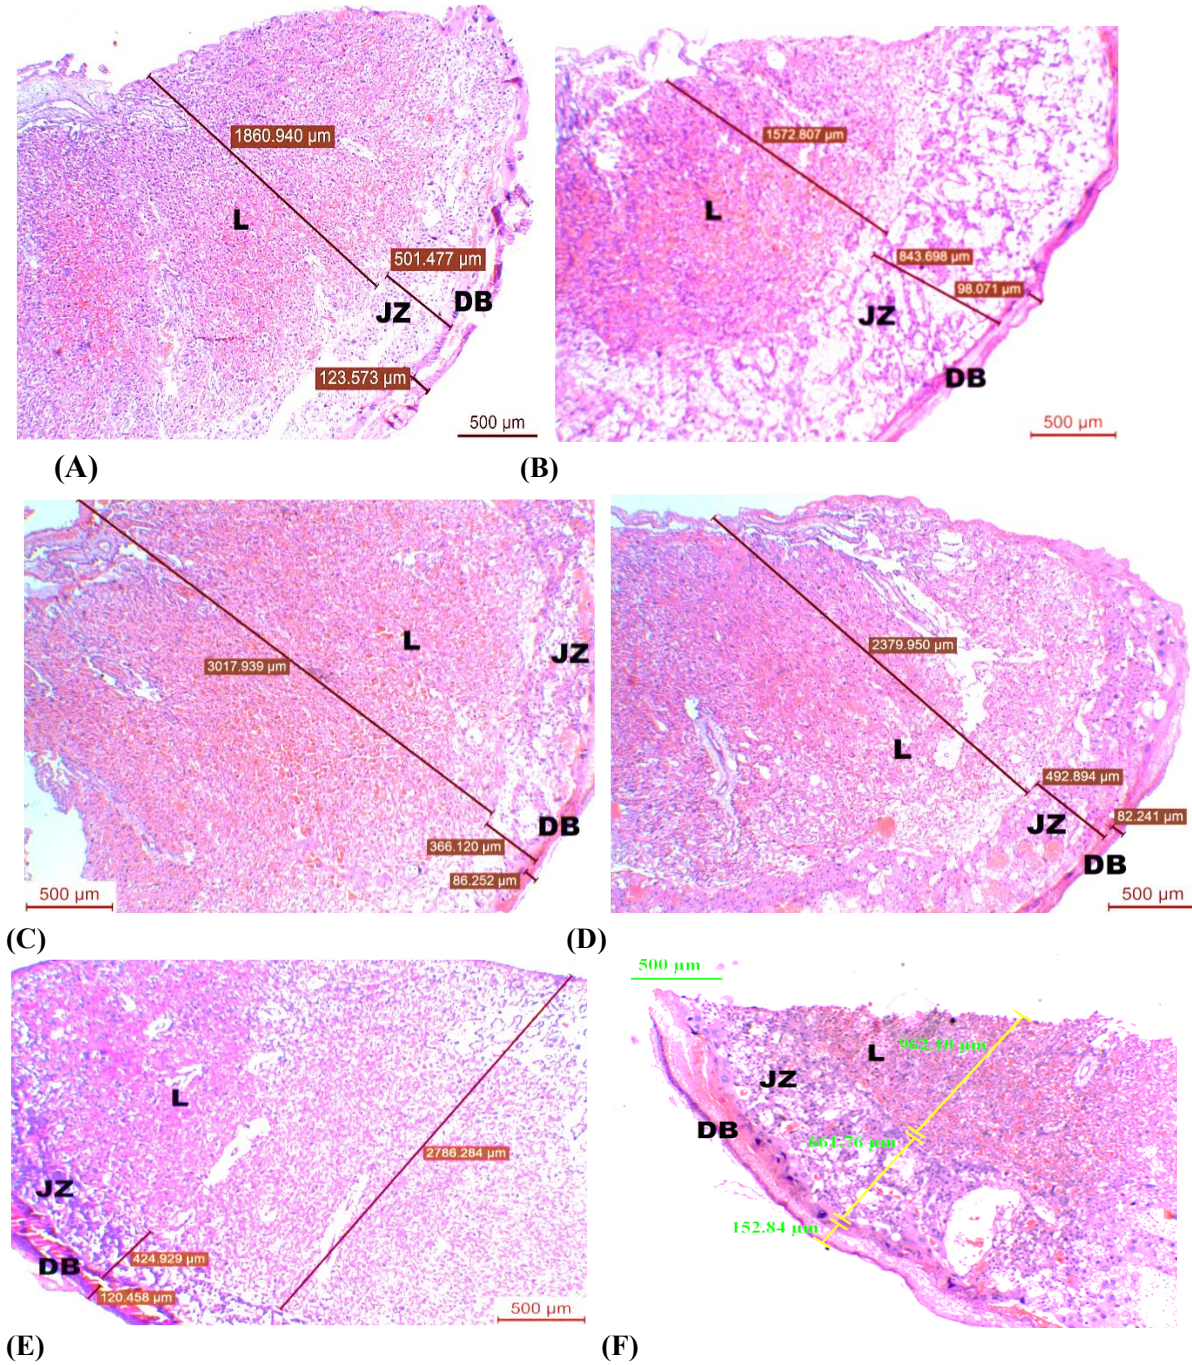 1860.940 µm
L
501.477 µm
JZ
DB
123.573 µm
500 µm
(A)
1572.807 µm
L
843.698 µm
98.071 µm
JZ
DB
500 µm
(B)
L
JZ
3017.939 µm
DB
366.120 µm
86.252 µm
500 µm
(C)
2379.950 µm
L
492.894 µm
JZ
82.241 µm
DB
500 µm
(D)
L
2786.284 µm
JZ
424.929 µm
DB
120.458 µm
500 µm
(E)
500 µm
962.10 µm
L
JZ
DB
661.76 µm
152.84 µm
(F)